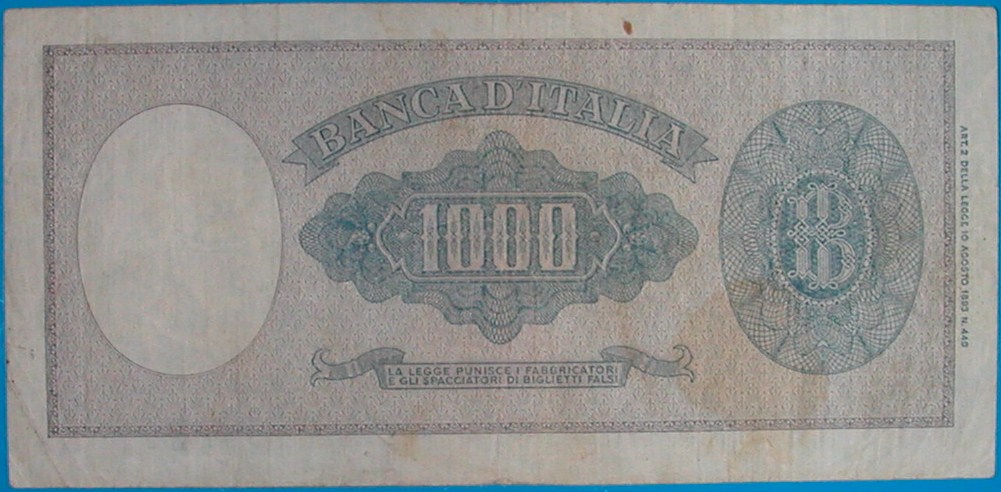 BANCA D'ITALIA
1000
LA LEGGE PUNISCE I FABBRICATORI
E GLI SPACCIATORI DI BIGLIETTI FALSI
ART. 2 DELLA LEGGE 10 AGOSTO 1893 N. 449